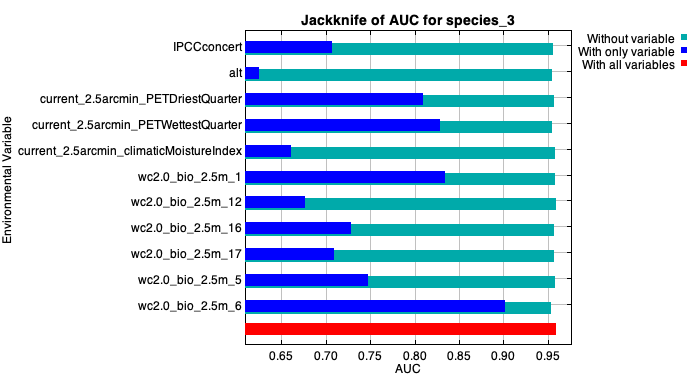 Jackknife of AUC for species_3
Without variable
With only variable
With all variables
Environmental Variable
IPCCconcert
alt
current_2.5arcmin_PETDriestQuarter
current_2.5arcmin_PETWettestQuarter
current_2.5arcmin_climaticMoistureIndex
wc2.0_bio_2.5m_1
wc2.0_bio_2.5m_12
wc2.0_bio_2.5m_16
wc2.0_bio_2.5m_17
wc2.0_bio_2.5m_5
wc2.0_bio_2.5m_6
0.65 0.70 0.75 0.80 0.85 0.90 0.95
AUC